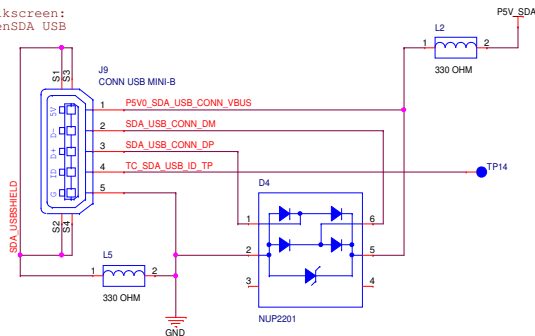 kscreen:
enSDA USB
P5V_SDA
L2
1
2
330 OHM
J9
CONN USB MINI-B
S1
S3
5V
D-
D+
ID
G
1
P5V0_SDA_USB_CONN_VBUS
2
SDA_USB_CONN_DM
3
SDA_USB_CONN_DP
4
TC_SDA_USB_ID_TP
5
TP14
S2
S4
SDA_USBSHIELD
D4
1
6
2
5
3
4
NUP2201
L5
1
2
330 OHM
GND